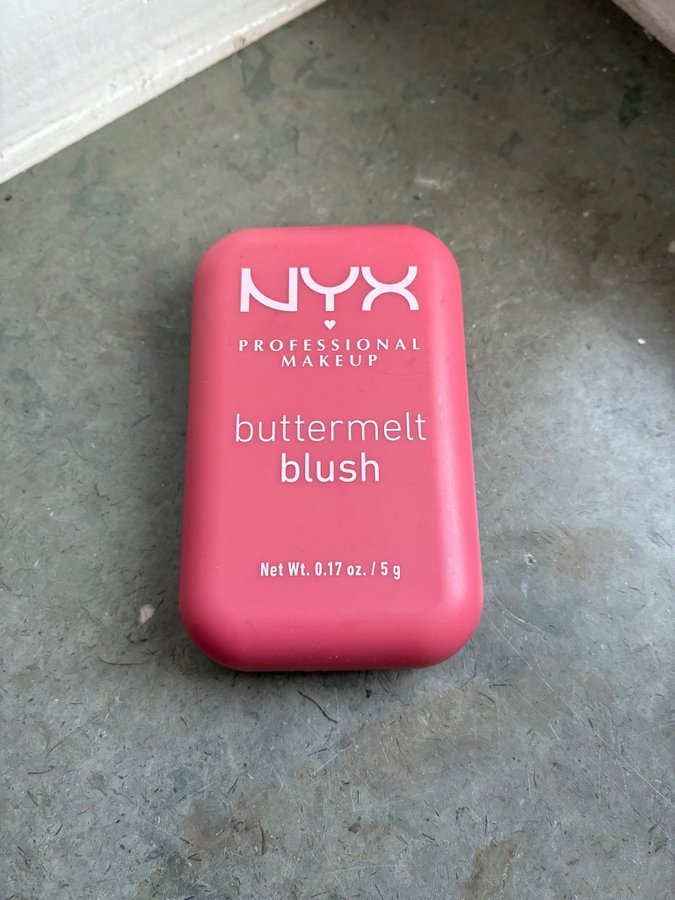 NYX
PROFESSIONAL
MAKEUP
buttermelt
blush
Net Wt. 0.17 oz. / 5 g